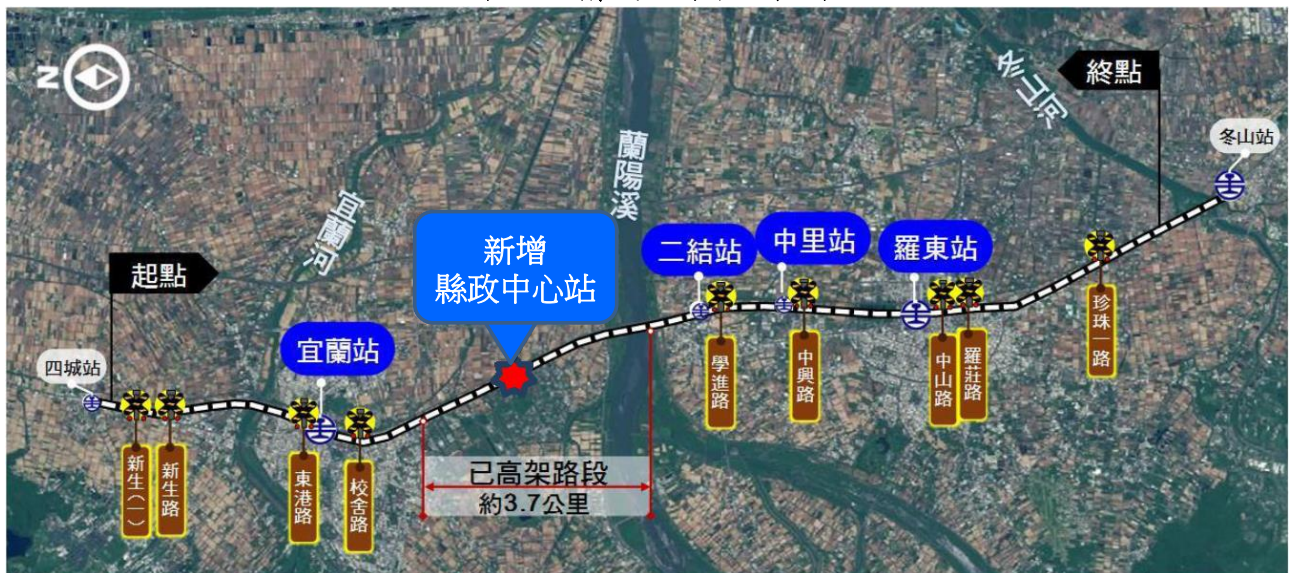 N
冬山河
終點
冬山站
蘭陽溪
宜蘭河
新增
縣政中心站
二結站
中里站
羅東站
起點
宜蘭站
四城站
珍珠一路
學進路
中興路
中山路
羅莊路
新生(一)
新生路
東港路
校舍路
已高架路段
約3.7公里